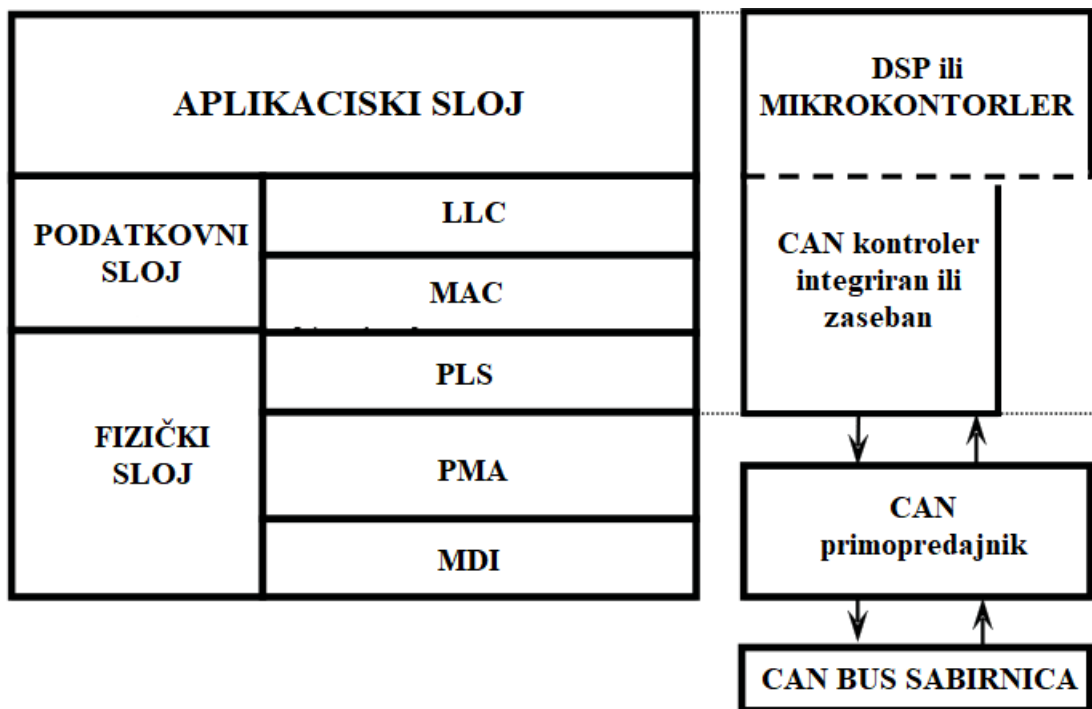 APLIKACISKI SLOJ
PODATKOVNI
SLOJ
LLC
MAC
FIZIČKI
SLOJ
PLS
PMA
MDI
DSP ili
MIKROKONTORLER
CAN kontroler
integriran ili
zaseban
CAN
primopredajnik
CAN BUS SABIRNICA